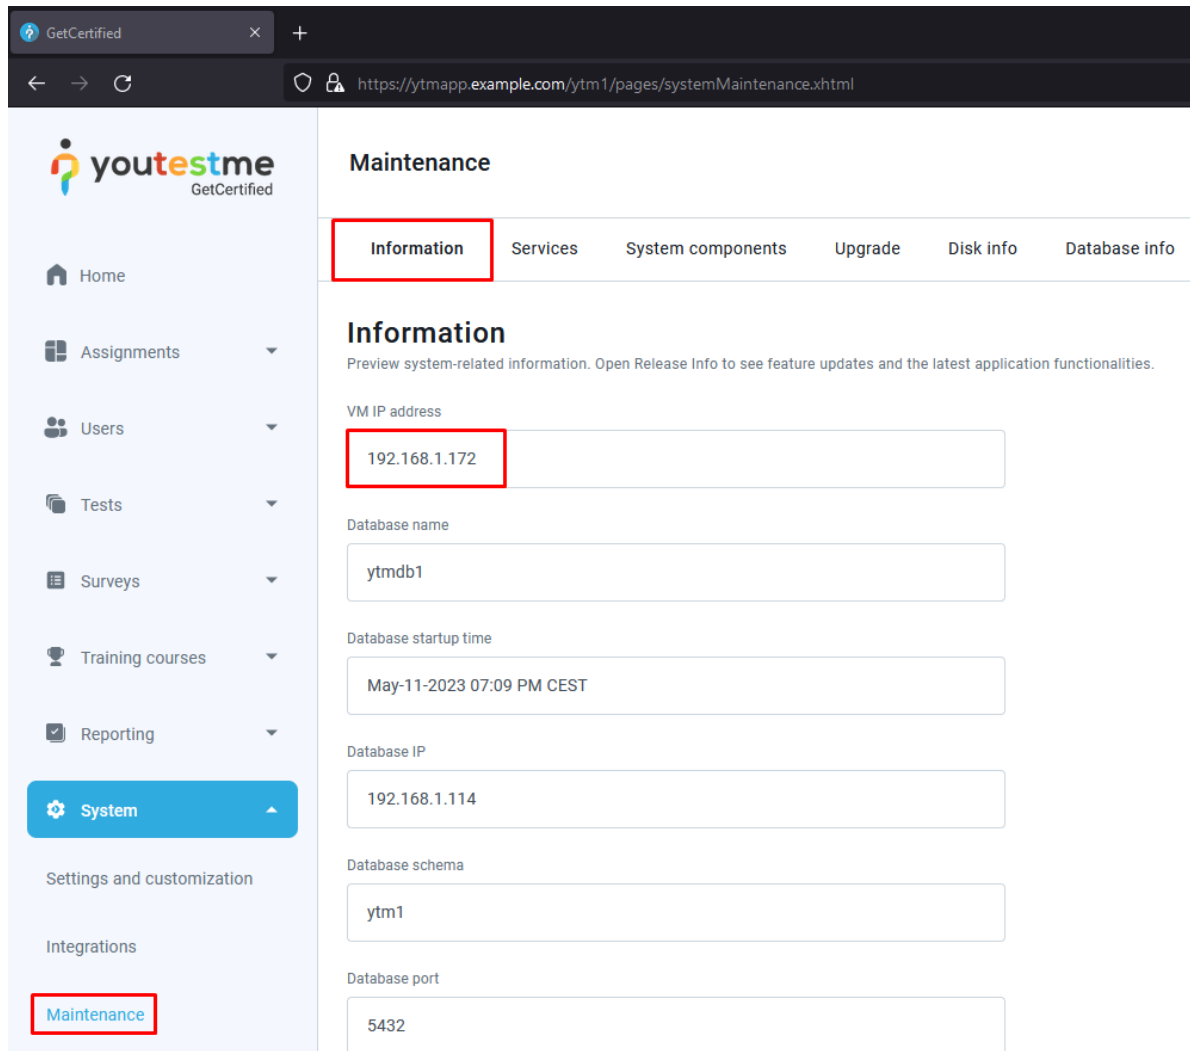 GetCertified
https://ytmapp.example.com/ytm1/pages/systemMaintenance.xhtml
youtestme
GetCertified
Home
Assignments
Users
Tests
Surveys
Training courses
Reporting
System
Settings and customization
Integrations
Maintenance
Maintenance
Information Services System components Upgrade Disk info Database info
Information
Preview system-related information. Open Release Info to see feature updates and the latest application functionalities.
VM IP address
192.168.1.172
Database name
ytmdb1
Database startup time
May-11-2023 07:09 PM CEST
Database IP
192.168.1.114
Database schema
ytm1
Database port
5432